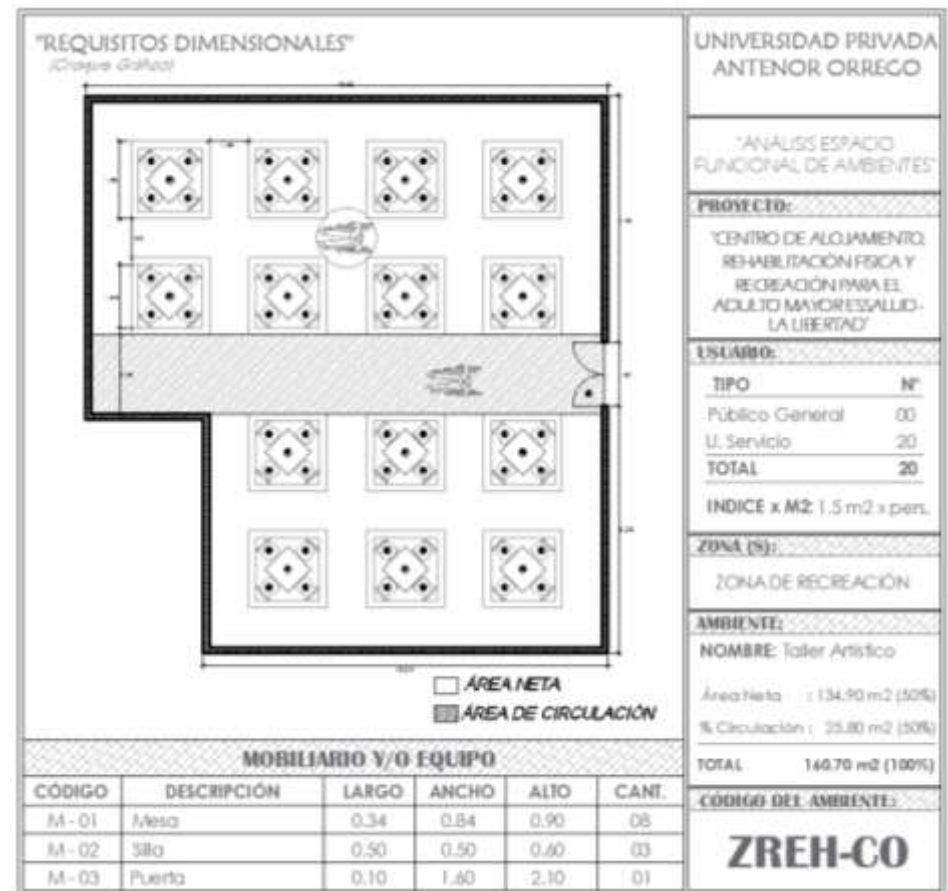 "REQUISITOS DIMENSIONALES"
(Croquis Gráfico)
ÁREA NETA
ÁREA DE CIRCULACIÓN
MOBILIARIO Y/O EQUIPO
CÓDIGO DESCRIPCIÓN LARGO ANCHO ALTO CANT.
M - 01 Mesa 0.34 0.84 0.90 08
M - 02 Silla 0.50 0.50 0.60 03
M - 03 Puerta 0.10 1.60 2.10 01
UNIVERSIDAD PRIVADA
ANTENOR ORREGO
"ANÁLISIS ESPACIO
FUNCIONAL DE AMBIENTES"
PROYECTO:
"CENTRO DE ALOJAMIENTO,
REHABILITACIÓN FISICA Y
RECREACIÓN PARA EL
ADULTO MAYOR ESSALUD -
LA LIBERTAD"
USUARIO:
TIPO N°
Público General 00
U. Servicio 20
TOTAL 20
INDICE x M2: 1.5 m2 x pers.
ZONA (S):
ZONA DE RECREACIÓN
AMBIENTE:
NOMBRE: Taller Artístico
Área Neta : 134.90 m2 (50%)
% Circulación : 25.80 m2 (50%)
TOTAL 160.70 m2 (100%)
CÓDIGO DEL AMBIENTE:
ZREH-CO